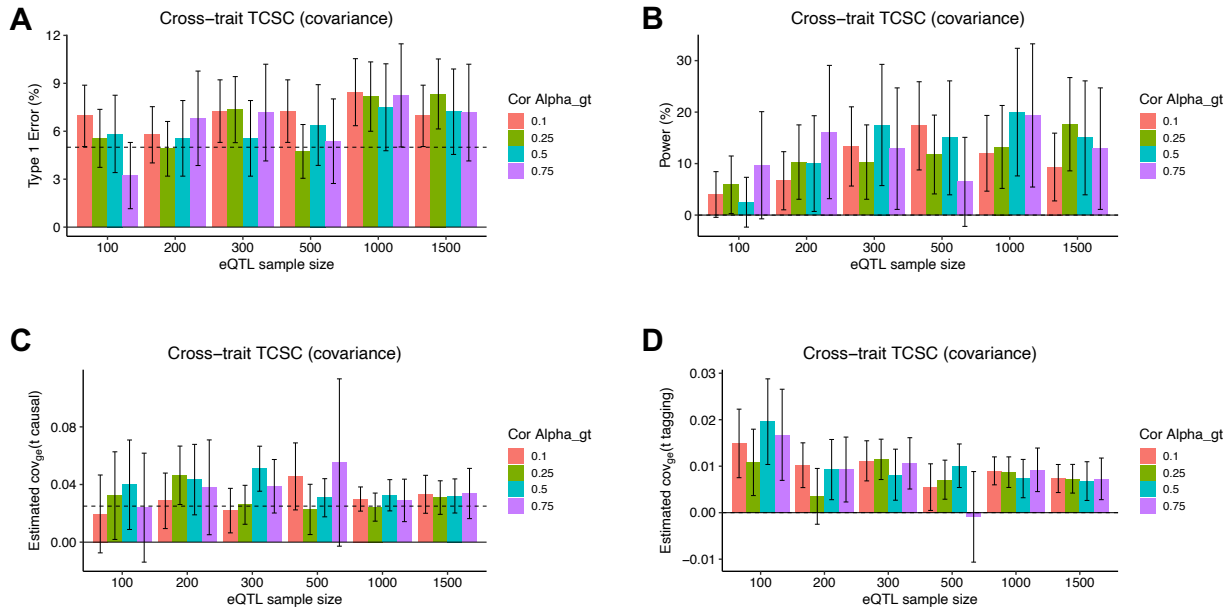 A
Cross−trait TCSC (covariance)
Type 1 Error (%)
12
9
6
3
0
100 200 300 500 1000 1500
eQTL sample size
Cor Alpha_gt
0.1
0.25
0.5
0.75
B
Cross−trait TCSC (covariance)
Power (%)
30
20
10
0
100 200 300 500 1000 1500
eQTL sample size
Cor Alpha_gt
0.1
0.25
0.5
0.75
C
Cross−trait TCSC (covariance)
Estimated covge(t causal)
0.08
0.04
0.00
100 200 300 500 1000 1500
eQTL sample size
Cor Alpha_gt
0.1
0.25
0.5
0.75
D
Cross−trait TCSC (covariance)
Estimated covge(t tagging)
0.03
0.02
0.01
0.00
−0.01
100 200 300 500 1000 1500
eQTL sample size
Cor Alpha_gt
0.1
0.25
0.5
0.75